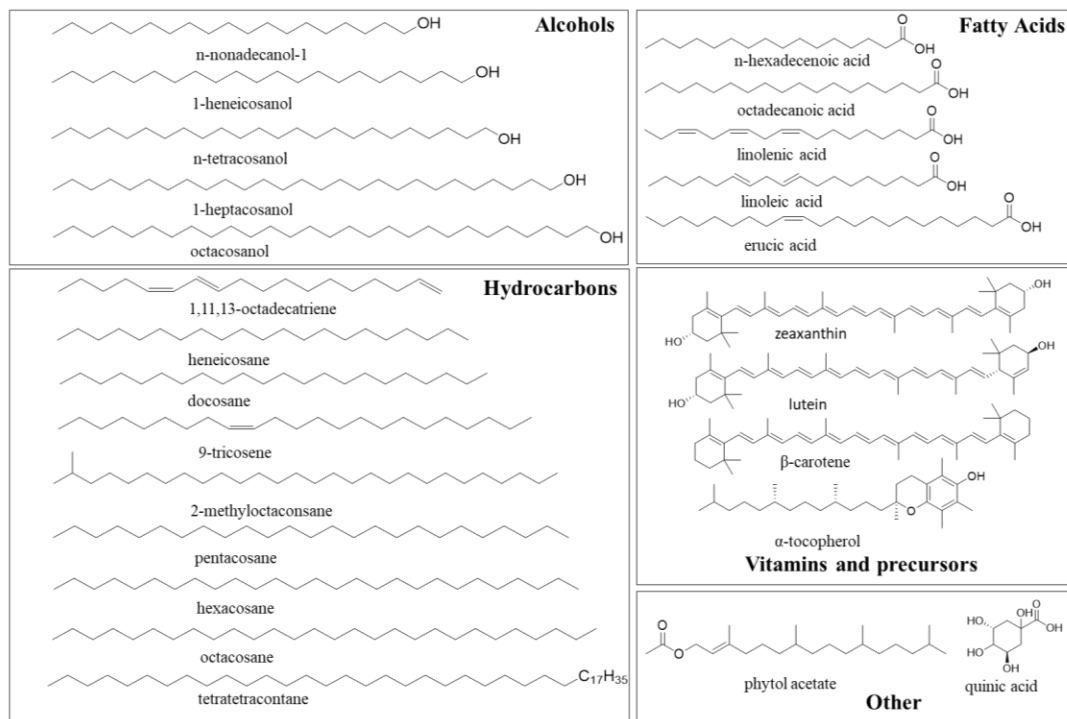 Alcohols
OH
n-nonadecanol-1
OH
1-heneicosanol
OH
n-tetracosanol
OH
1-heptacosanol
OH
octacosanol
Fatty Acids
O
OH
n-hexadecenoic acid
O
OH
octadecanoic acid
O
OH
linolenic acid
O
OH
linoleic acid
O
OH
erucic acid
Hydrocarbons
1,11,13-octadecatriene
heneicosane
docosane
9-tricosene
2-methyloctaconsane
pentacosane
hexacosane
octacosane
C17H35
tetratetracontane
OH
zeaxanthin
HO
OH
HO
lutein
β-carotene
OH
O
α-tocopherol
Vitamins and precursors
O
O
phytol acetate
OH O
HO
OH
HO
OH
quinic acid
Other